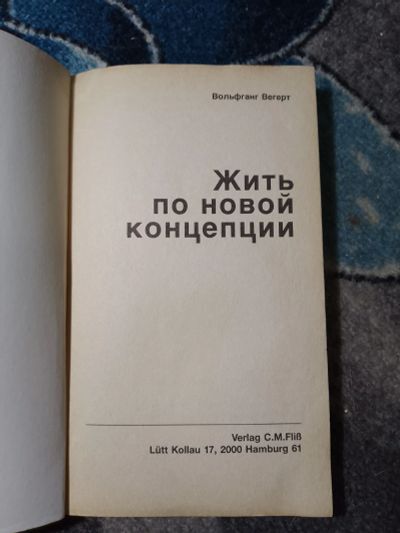 Вольфганг Вегерт
Жить
по новой
концепции
Verlag C.M.Fliß
Lütt Kollau 17, 2000 Hamburg 61